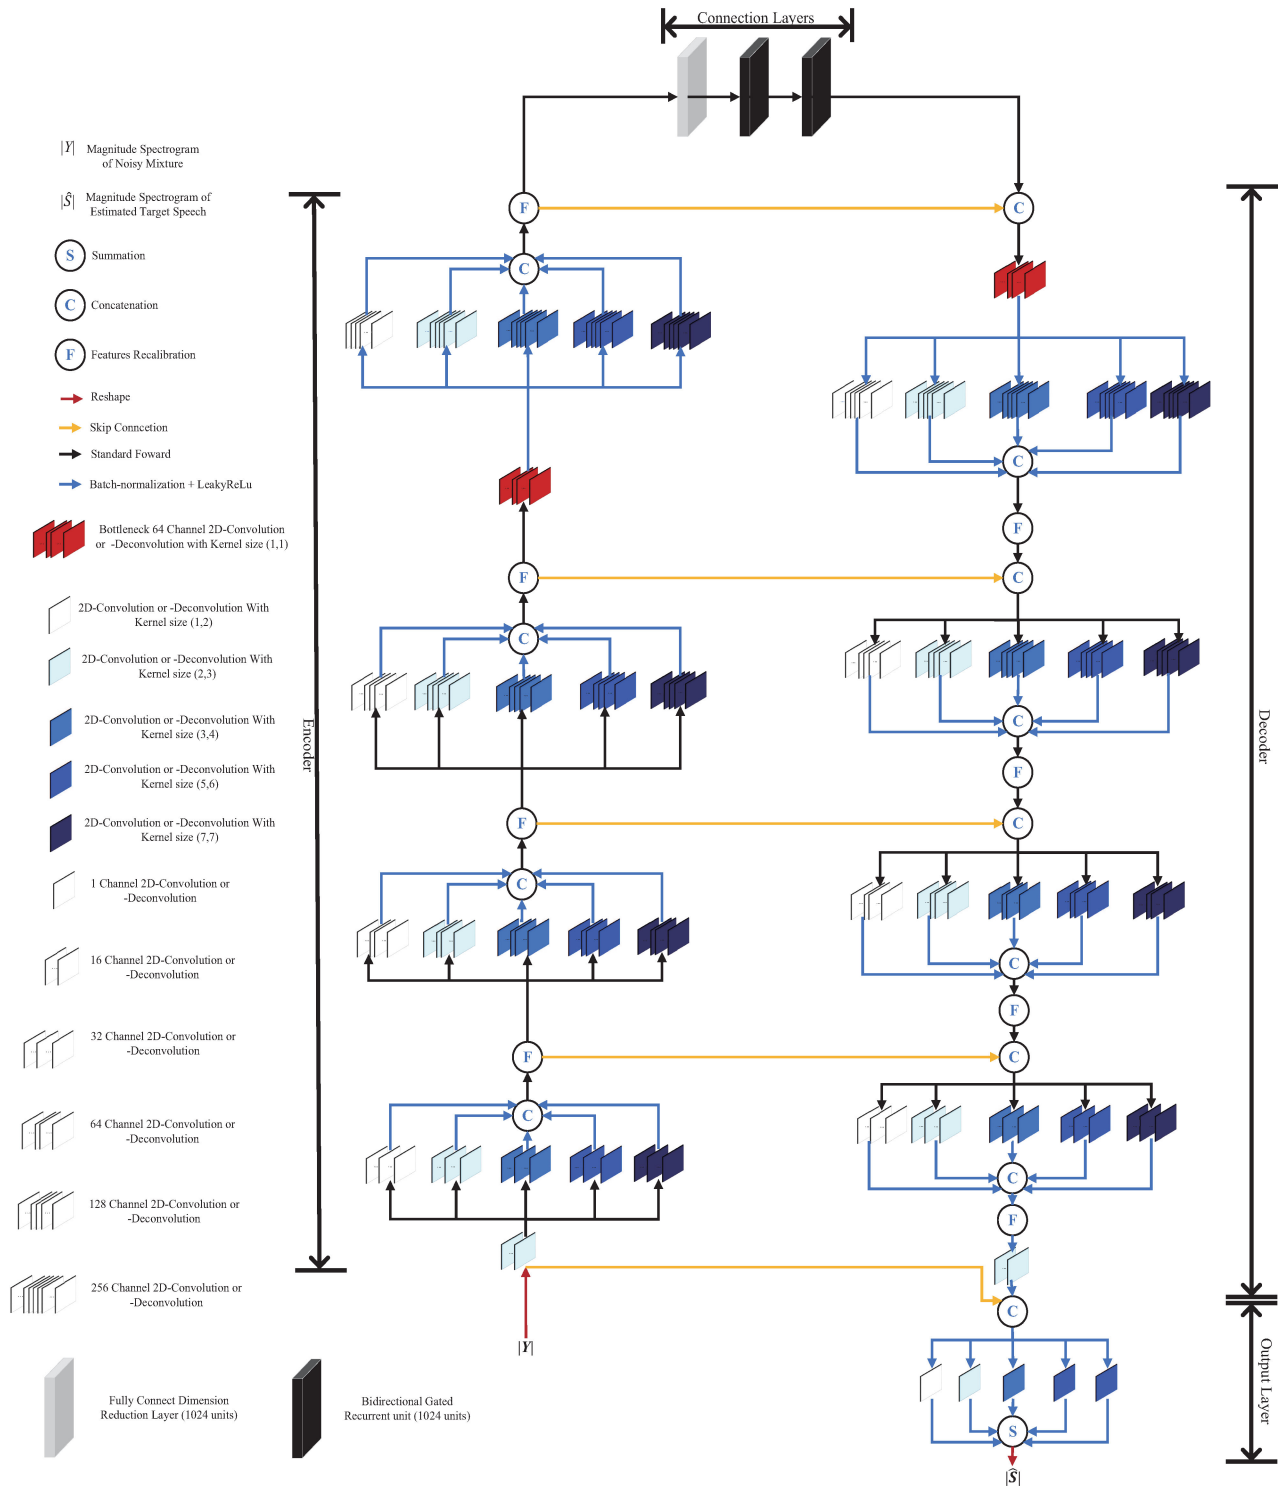 Connection Layers
|Y| Magnitude Spectrogram
of Noisy Mixture
|Ŝ| Magnitude Spectrogram of
Estimated Target Speech
S Summation
C Concatenation
F Features Recalibration
Reshape
Skip Conncetion
Standard Foward
Batch-normalization + LeakyReLu
Bottleneck 64 Channel 2D-Convolution
or -Deconvolution with Kernel size (1,1)
2D-Convolution or -Deconvolution With
Kernel size (1,2)
2D-Convolution or -Deconvolution With
Kernel size (2,3)
2D-Convolution or -Deconvolution With
Kernel size (3,4)
2D-Convolution or -Deconvolution With
Kernel size (5,6)
2D-Convolution or -Deconvolution With
Kernel size (7,7)
1 Channel 2D-Convolution or
-Deconvolution
16 Channel 2D-Convolution or
-Deconvolution
32 Channel 2D-Convolution or
-Deconvolution
64 Channel 2D-Convolution or
-Deconvolution
128 Channel 2D-Convolution or
-Deconvolution
256 Channel 2D-Convolution or
-Deconvolution
Fully Connect Dimension
Reduction Layer (1024 units)
Bidirectional Gated
Recurrent unit (1024 units)
Encoder
F
C
F
C
F
C
F
C
|Y|
C
C
F
C
C
F
C
C
F
C
C
F
C
S
|Ŝ|
Decoder
Output Layer